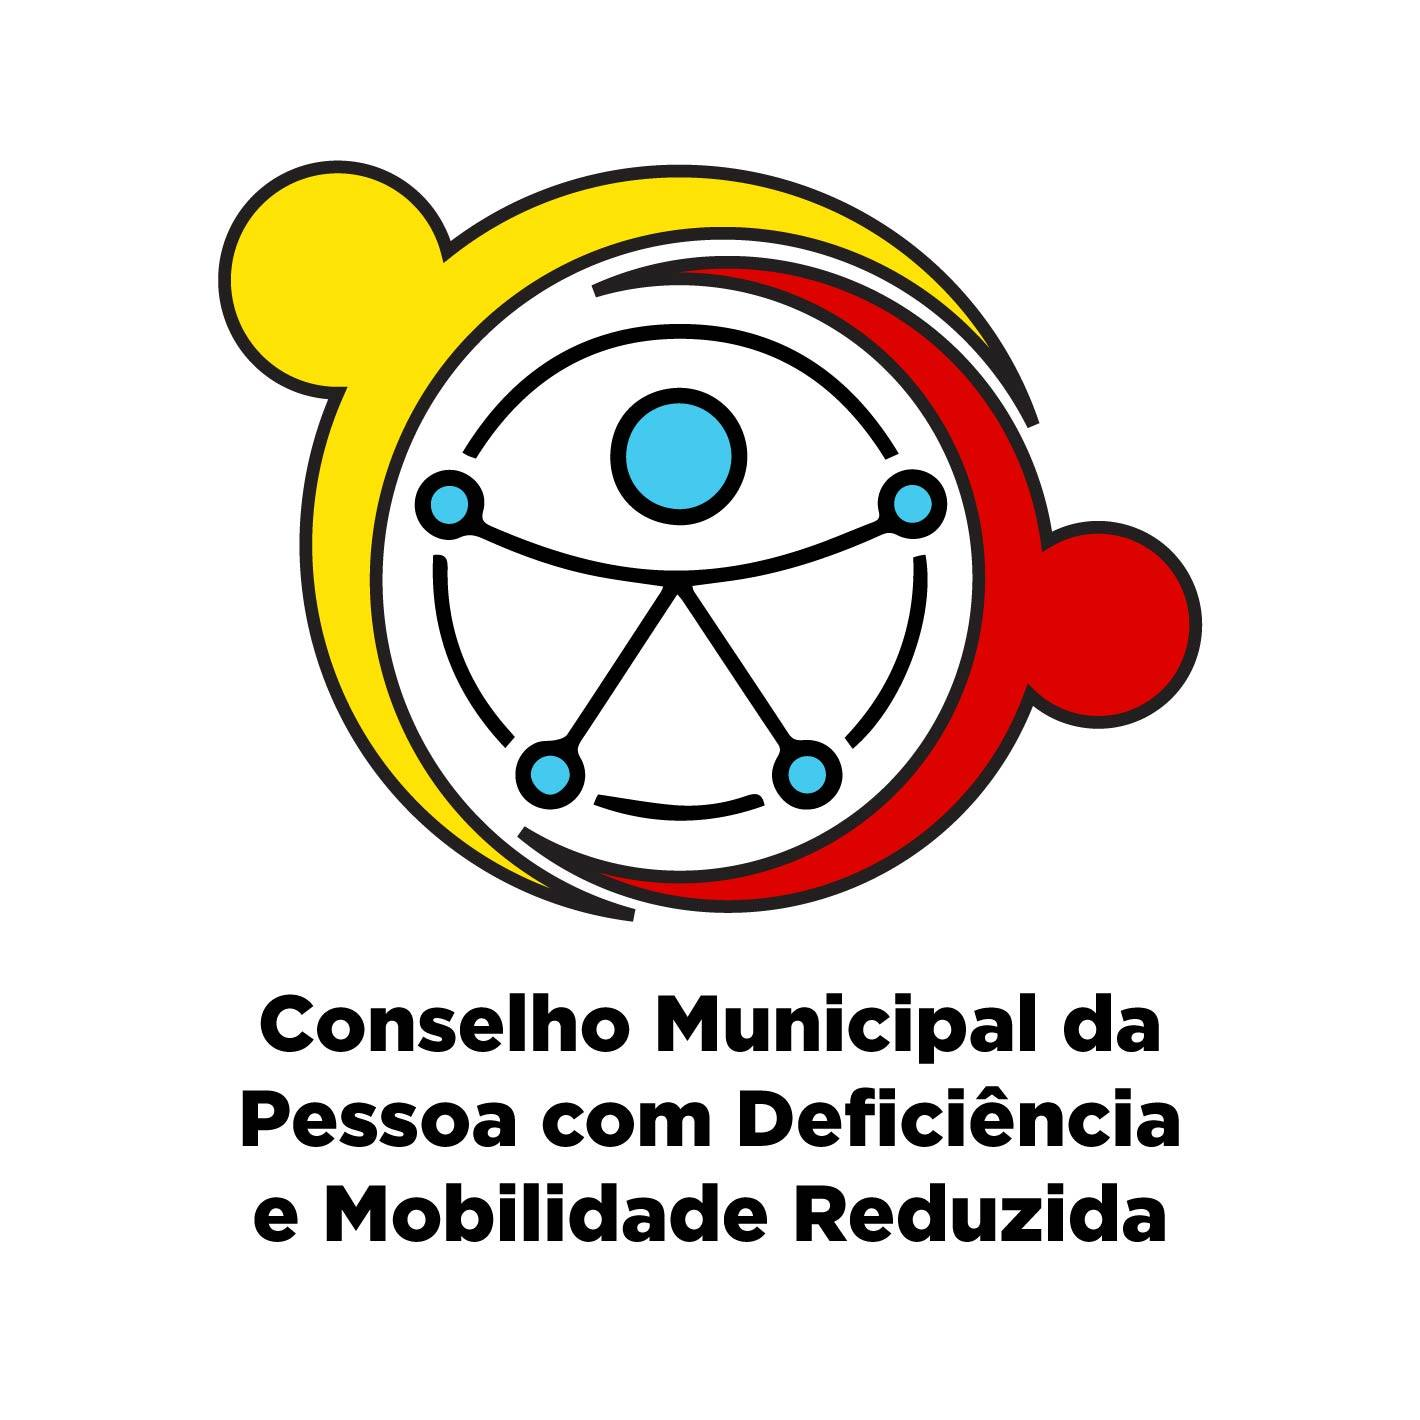 Conselho Municipal da
Pessoa com Deficiência
e Mobilidade Reduzida